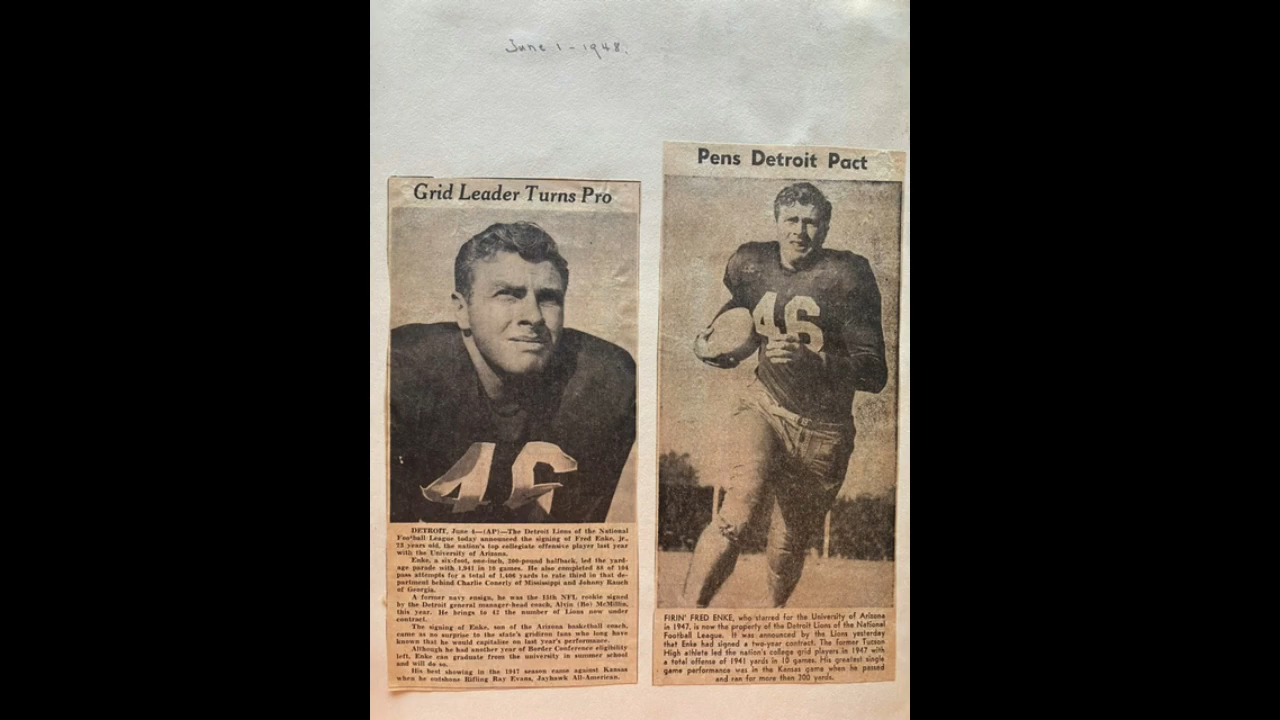 June 1 - 1948.
Grid Leader Turns Pro
46
DETROIT, June 4—(AP)—The Detroit Lions of the National
Football League today announced the signing of Fred Enke, jr.,
years old, the nation's top collegiate offensive player last year
with the University of Arizona.
Enke, a six-foot, one-inch, 200-pound halfback, led the yard-
age parade with 1,941 in 10 games. He also completed 88 of 164
pass attempts for a total of 1,406 yards to rate third in that de-
partment behind Charlie Conerly of Mississippi and Johnny Rauch
of Georgia.
A former navy ensign, he was the 15th NFL rookie signed
by the Detroit general manager-head coach, Alvin (Bo) McMillin,
this year. He brings to 42 the number of Lions now under
contract.
The signing of Enke, son of the Arizona basketball coach,
came as no surprise to the state's gridiron fans who long have
known that he would capitalize on last year's performance.
Although he had another year of Border Conference eligibility
left, Enke can graduate from the university in summer school
and will do so.
His best showing in the 1947 season came against Kansas
when he outshone Rifling Ray Evans, Jayhawk All-American.
Pens Detroit Pact
46
FIRIN' FRED ENKE, who starred for the University of Arizona
in 1947, is now the property of the Detroit Lions of the National
Football League. It was announced by the Lions yesterday
that Enke had signed a two-year contract. The former Tucson
High athlete led the nation's college grid players in 1947 with
a total offense of 1941 yards in 10 games. His greatest single
game performance was in the Kansas game when he passed
and ran for more than 200 yards.